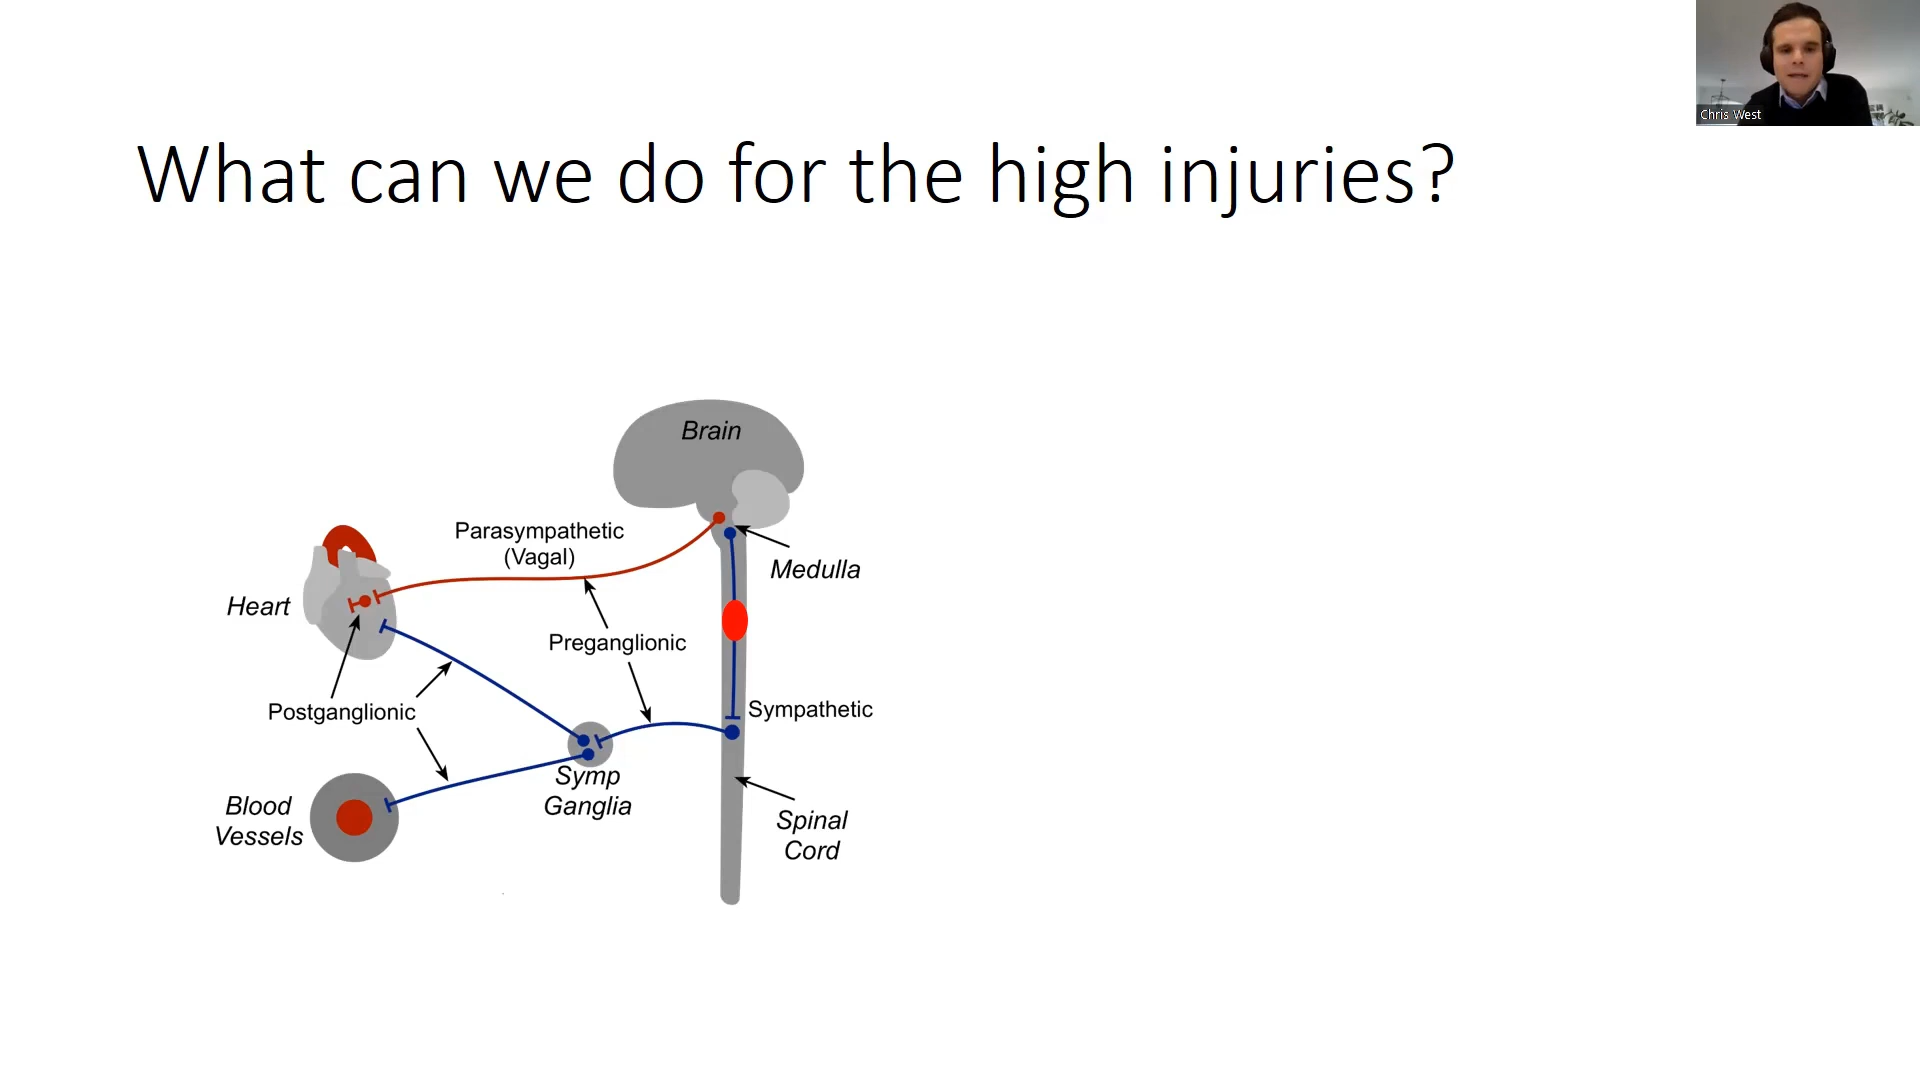 Chris West
What can we do for the high injuries?
Brain
Parasympathetic
(Vagal)
Medulla
Heart
Preganglionic
Postganglionic
Sympathetic
Symp
Ganglia
Blood
Vessels
Spinal
Cord